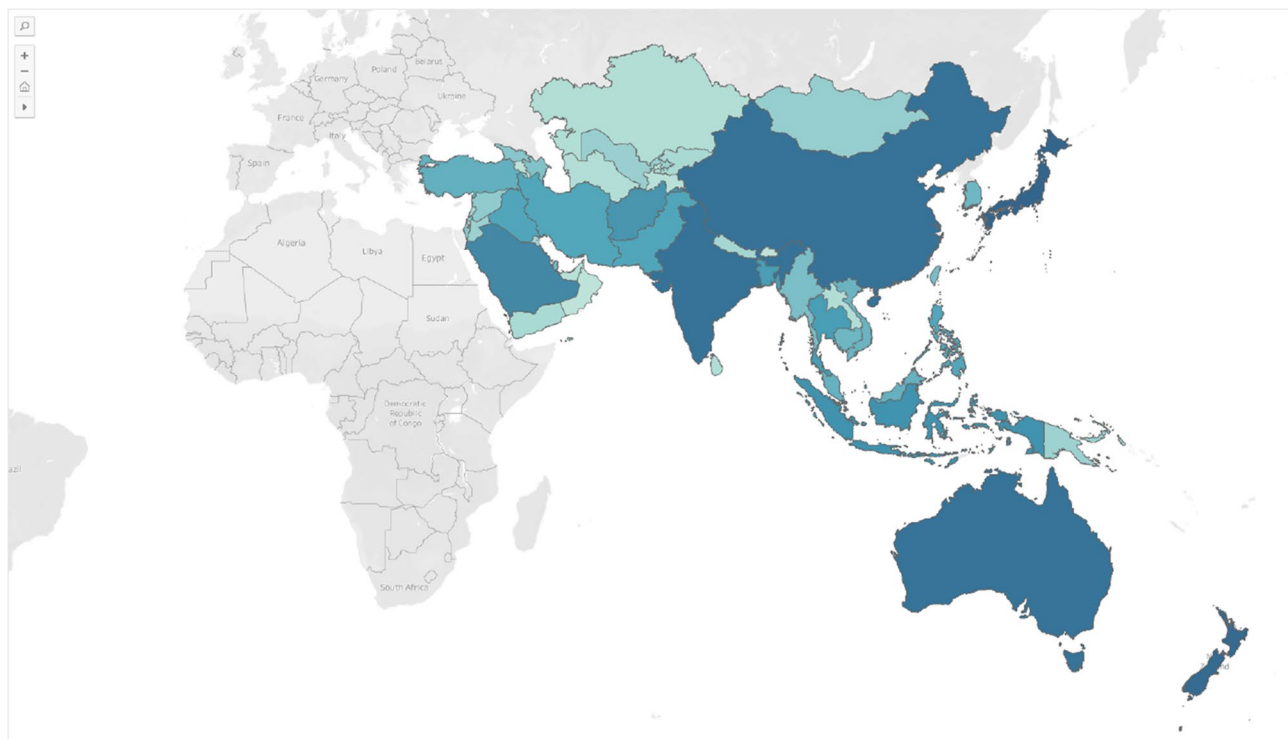 Belarus
Poland
Germany
Ukraine
France
Italy
Spain
Algeria
Libya
Egypt
Sudan
Democratic
Republic
of Congo
azil
South Africa